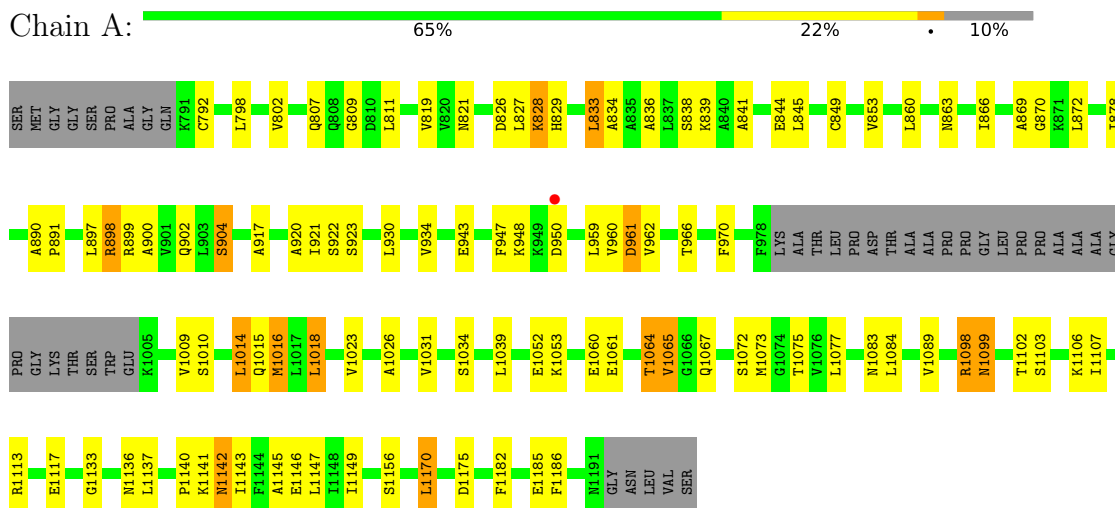 Chain A:
65% 22% • 10%
SER MET GLY GLY SER PRO ALA GLY GLN K791 C792 L798 V802 Q807 Q808 G809 D810 L811 V819 V820 N821 D826 L827 K828 H829 L833 A834 A835 A836 L837 S838 K839 A840 A841 E844 L845 C849 V853 L860 N863 I866 A869 G870 K871 L872 I878
A890 P891 L897 R898 R899 A900 V901 Q902 L903 S904 A917 A920 I921 S922 S923 L930 V934 E943 F947 K948 K949 D950 L959 V960 D961 V962 T966 F970 F978 LYS ALA THR LEU PRO ASP THR ALA ALA PRO PRO GLY LEU PRO PRO ALA ALA ALA GLY
PRO GLY LYS THR SER TRP GLU K1005 V1009 S1010 L1014 Q1015 M1016 L1017 L1018 V1023 A1026 V1031 S1034 L1039 E1052 K1053 E1060 E1061 T1064 V1065 G1066 Q1067 S1072 M1073 G1074 T1075 V1076 L1077 N1083 L1084 V1089 R1098 N1099 T1102 S1103 K1106 I1107
R1113 E1117 G1133 N1136 L1137 P1140 K1141 N1142 I1143 F1144 A1145 E1146 L1147 I1148 I1149 S1156 L1170 D1175 F1182 E1185 F1186 N1191 GLY ASN LEU VAL SER